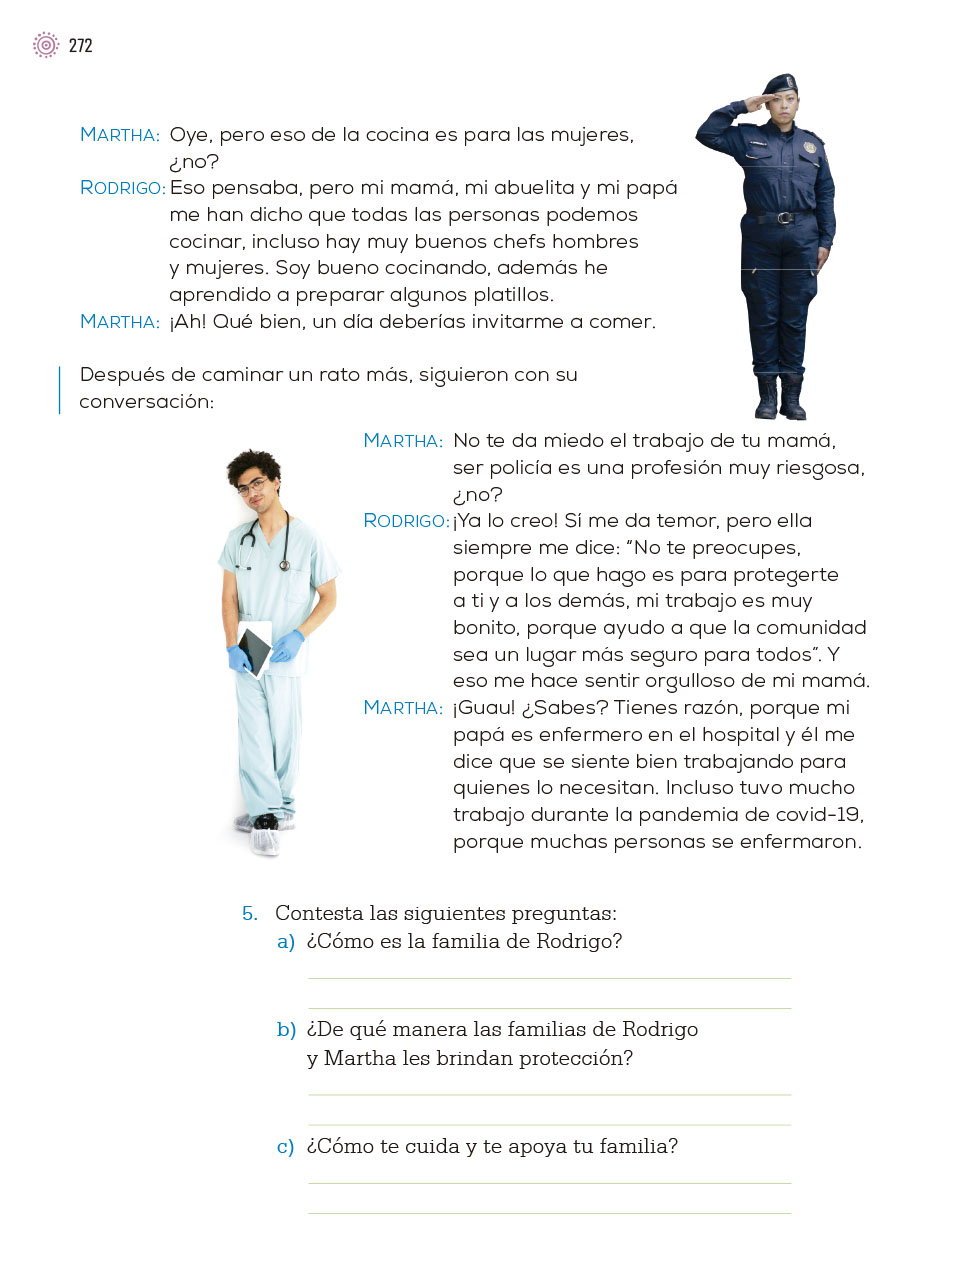 272
MARTHA: Oye, pero eso de la cocina es para las mujeres,
¿no?
RODRIGO: Eso pensaba, pero mi mamá, mi abuelita y mi papá
me han dicho que todas las personas podemos
cocinar, incluso hay muy buenos chefs hombres
y mujeres. Soy bueno cocinando, además he
aprendido a preparar algunos platillos.
MARTHA: ¡Ah! Qué bien, un día deberías invitarme a comer.
Después de caminar un rato más, siguieron con su
conversación:
MARTHA: No te da miedo el trabajo de tu mamá,
ser policía es una profesión muy riesgosa,
¿no?
RODRIGO: ¡Ya lo creo! Sí me da temor, pero ella
siempre me dice: “No te preocupes,
porque lo que hago es para protegerte
a ti y a los demás, mi trabajo es muy
bonito, porque ayudo a que la comunidad
sea un lugar más seguro para todos”. Y
eso me hace sentir orgulloso de mi mamá.
MARTHA: ¡Guau! ¿Sabes? Tienes razón, porque mi
papá es enfermero en el hospital y él me
dice que se siente bien trabajando para
quienes lo necesitan. Incluso tuvo mucho
trabajo durante la pandemia de covid-19,
porque muchas personas se enfermaron.
5. Contesta las siguientes preguntas:
a) ¿Cómo es la familia de Rodrigo?
b) ¿De qué manera las familias de Rodrigo
y Martha les brindan protección?
c) ¿Cómo te cuida y te apoya tu familia?